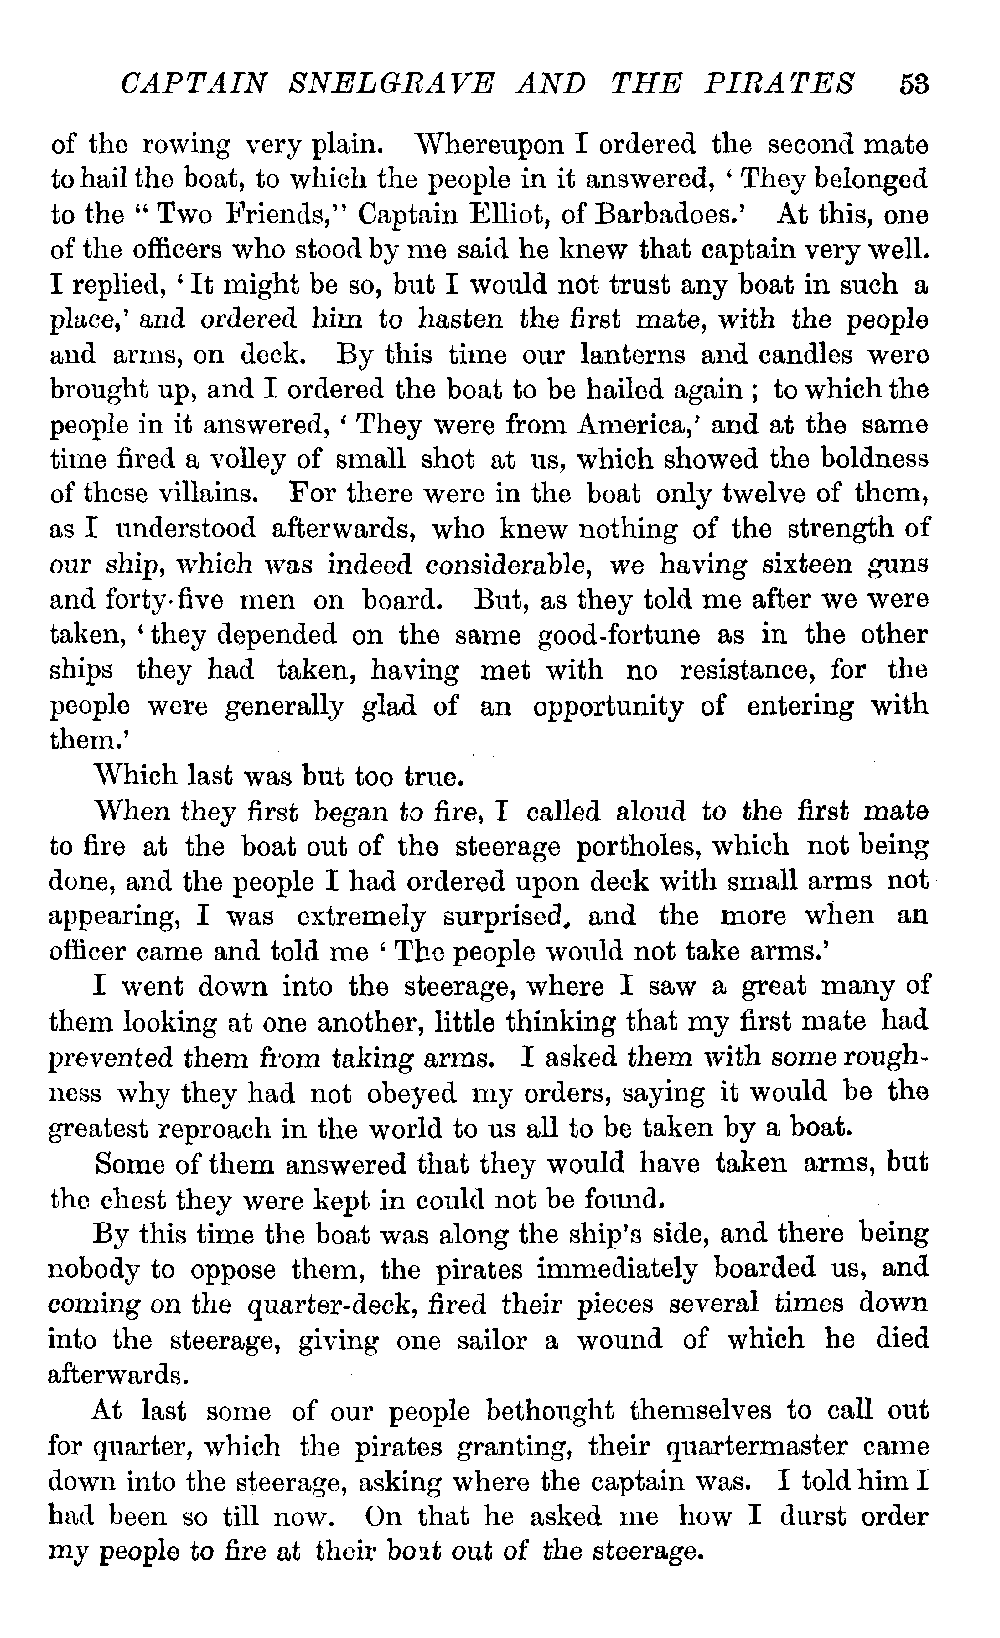 CAPTAIN SNELGRAVE AND THE PIRATES 53
of the rowing very plain. Whereupon I ordered the second mate
to hail the boat, to which the people in it answered, ‘ They belonged
to the “ Two Friends,” Captain Elliot, of Barbadoes.’ At this, one
of the officers who stood by me said he knew that captain very well.
I replied, ‘ It might be so, but I would not trust any boat in such a
place,’ and ordered him to hasten the first mate, with the people
and arms, on deck. By this time our lanterns and candles were
brought up, and I ordered the boat to be hailed again ; to which the
people in it answered, ‘ They were from America,’ and at the same
time fired a volley of small shot at us, which showed the boldness
of these villains. For there were in the boat only twelve of them,
as I understood afterwards, who knew nothing of the strength of
our ship, which was indeed considerable, we having sixteen guns
and forty-five men on board. But, as they told me after we were
taken, ‘ they depended on the same good-fortune as in the other
ships they had taken, having met with no resistance, for the
people were generally glad of an opportunity of entering with
them.’
Which last was but too true.
When they first began to fire, I called aloud to the first mate
to fire at the boat out of the steerage portholes, which not being
done, and the people I had ordered upon deck with small arms not
appearing, I was extremely surprised, and the more when an
officer came and told me ‘ The people would not take arms.’
I went down into the steerage, where I saw a great many of
them looking at one another, little thinking that my first mate had
prevented them from taking arms. I asked them with some rough-
ness why they had not obeyed my orders, saying it would be the
greatest reproach in the world to us all to be taken by a boat.
Some of them answered that they would have taken arms, but
the chest they were kept in could not be found.
By this time the boat was along the ship’s side, and there being
nobody to oppose them, the pirates immediately boarded us, and
coming on the quarter-deck, fired their pieces several times down
into the steerage, giving one sailor a wound of which he died
afterwards.
At last some of our people bethought themselves to call out
for quarter, which the pirates granting, their quartermaster came
down into the steerage, asking where the captain was. I told him I
had been so till now. On that he asked me how I durst order
my people to fire at their boat out of the steerage.